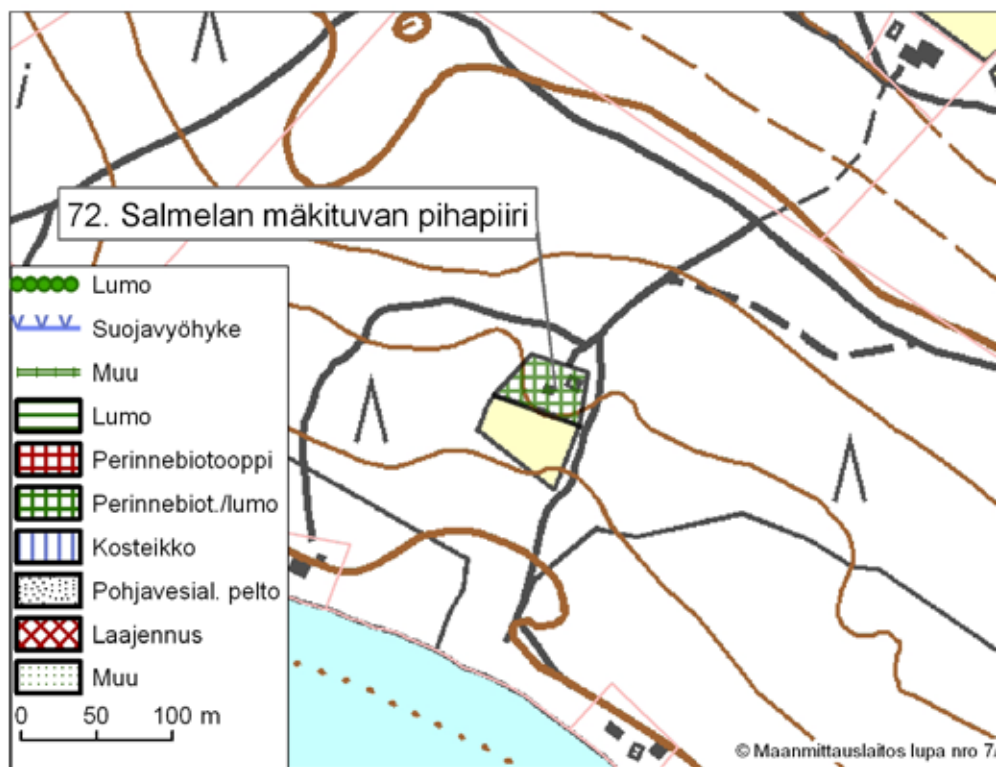 i
72. Salmelan mäkituvan pihapiiri
Lumo
Suojavyöhyke
Muu
Lumo
Perinnebiotooppi
Perinnebiot./lumo
Kosteikko
Pohjavesial. pelto
Laajennus
Muu
0 50 100 m
© Maanmittauslaitos lupa nro 7/